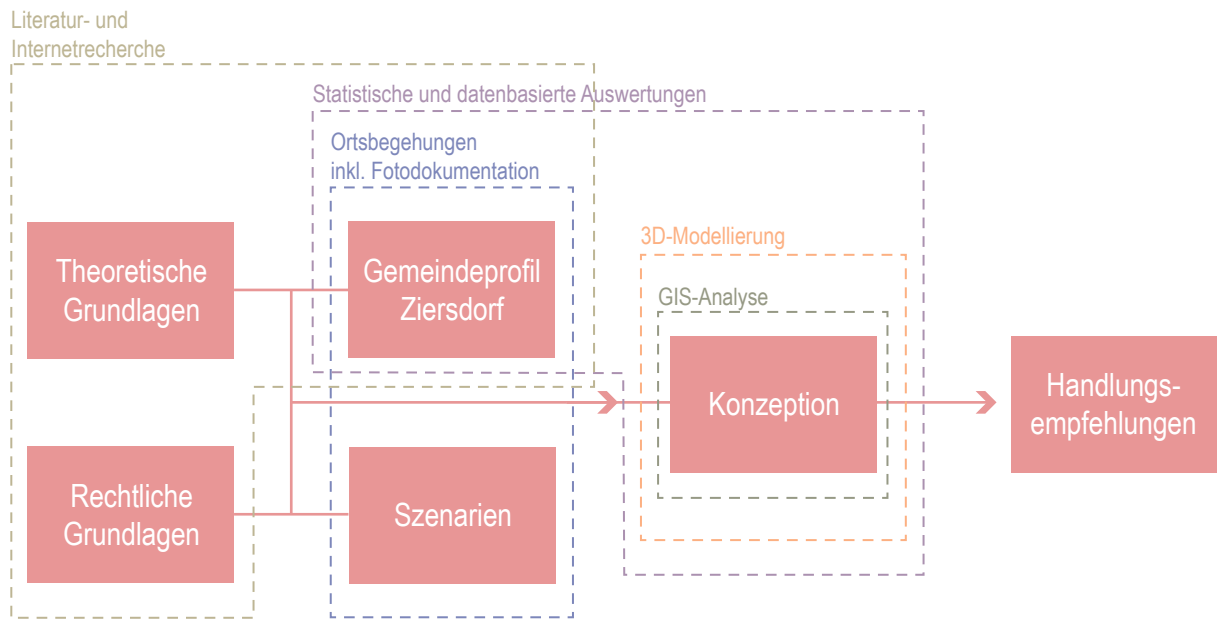 Literatur- und
Internetrecherche
Statistische und datenbasierte Auswertungen
Ortsbegehungen
inkl. Fotodokumentation
Theoretische
Grundlagen
Gemeindeprofil
Ziersdorf
3D-Modellierung
GIS-Analyse
Konzeption
Handlungs-
empfehlungen
Rechtliche
Grundlagen
Szenarien